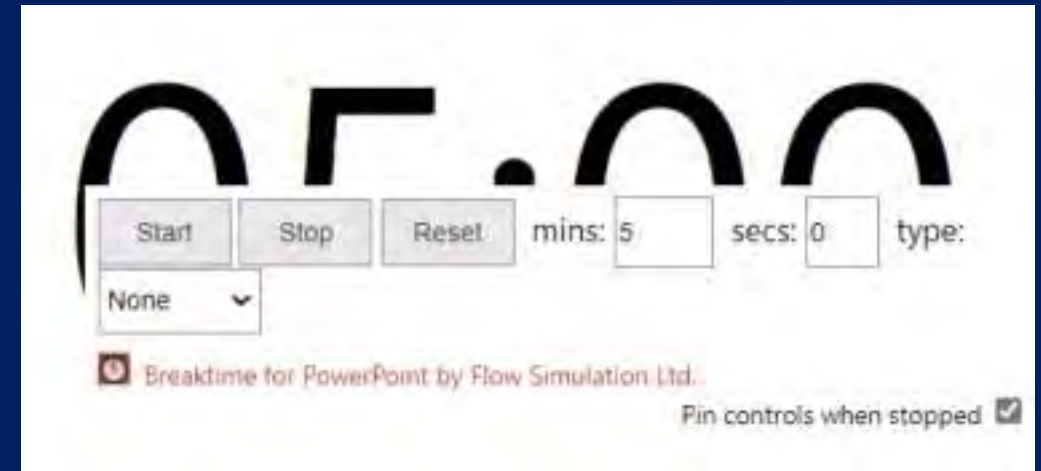 05:00
Start Stop Reset mins: 5 secs: 0 type:
None
Breaktime for PowerPoint by Flow Simulation Ltd.
Pin controls when stopped